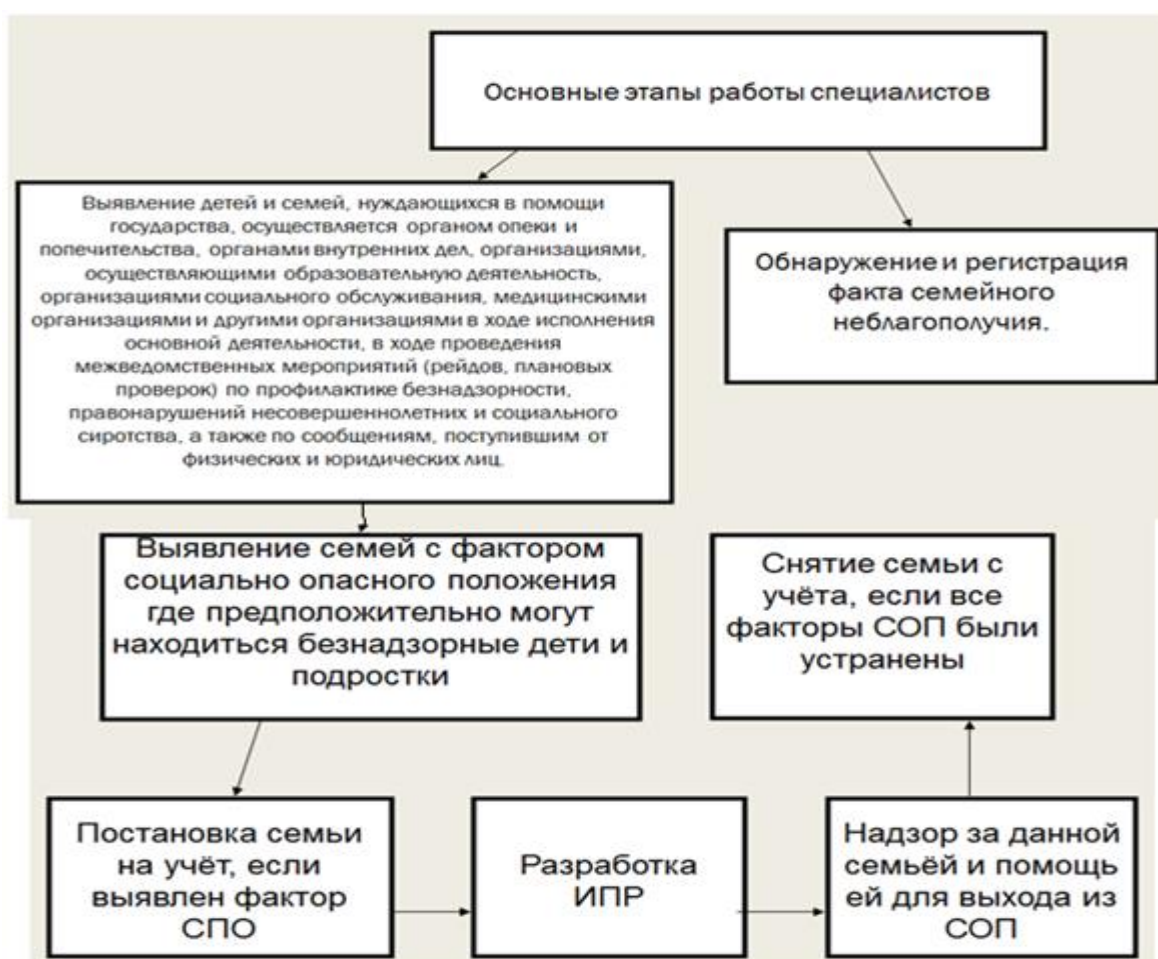 Основные этапы работы специалистов
Выявление детей и семей, нуждающихся в помощи
государства, осуществляется органом опеки и
попечительства, органами внутренних дел, организациями,
осуществляющими образовательную деятельность,
организациями социального обслуживания, медицинскими
организациями и другими организациями в ходе исполнения
основной деятельности, в ходе проведения
межведомственных мероприятий (рейдов, плановых
проверок) по профилактике безнадзорности,
правонарушений несовершеннолетних и социального
сиротства, а также по сообщениям, поступившим от
физических и юридических лиц.
Обнаружение и регистрация
факта семейного
неблагополучия.
Выявление семей с фактором
социально опасного положения
где предположительно могут
находиться безнадзорные дети и
подростки
Снятие семьи с
учёта, если все
факторы СОП были
устранены
Постановка семьи
на учёт, если
выявлен фактор
СПО
Разработка
ИПР
Надзор за данной
семьёй и помощь
ей для выхода из
СОП